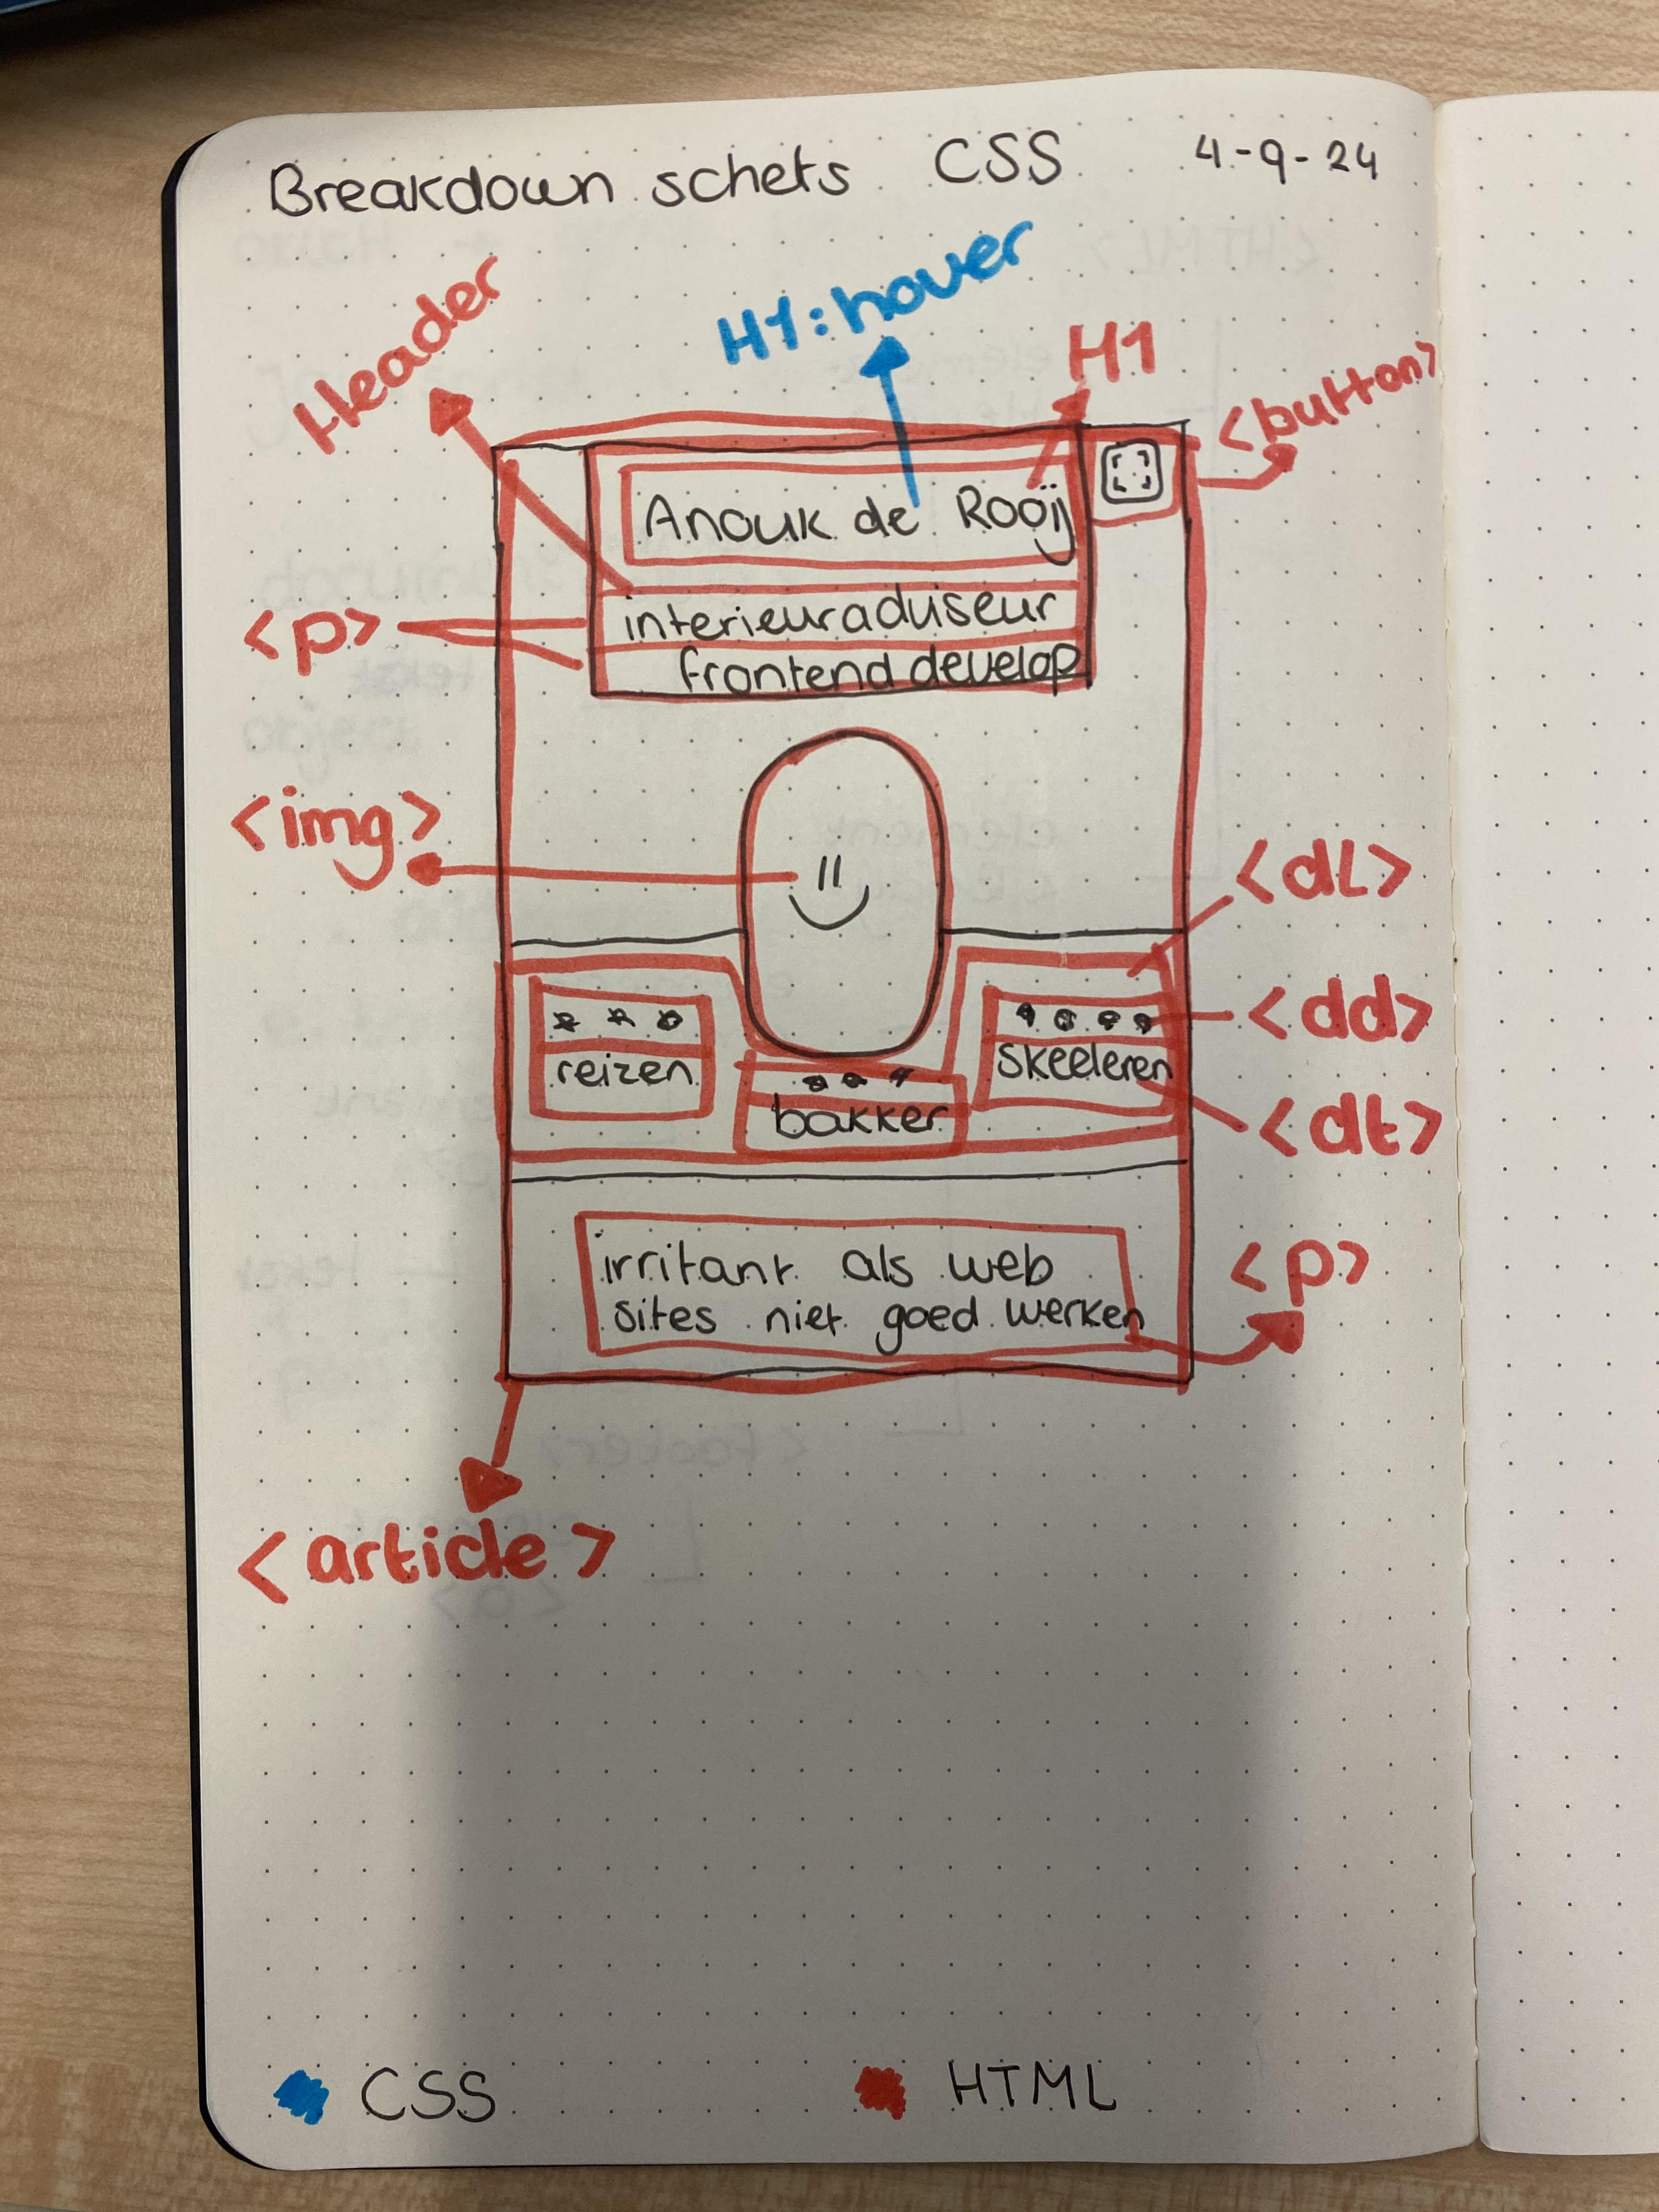 Breakdown schets CSS 4-9-24
Header
H1:hover
H1
<button>
Anouk de Rooij
<p>
interieuraduiseur
frontend develop
<img>
<dL>
<dd>
reizen
skeeleren
bakker
<dt>
irritant als web
sites niet goed werken
<p>
<article>
CSS
HTML